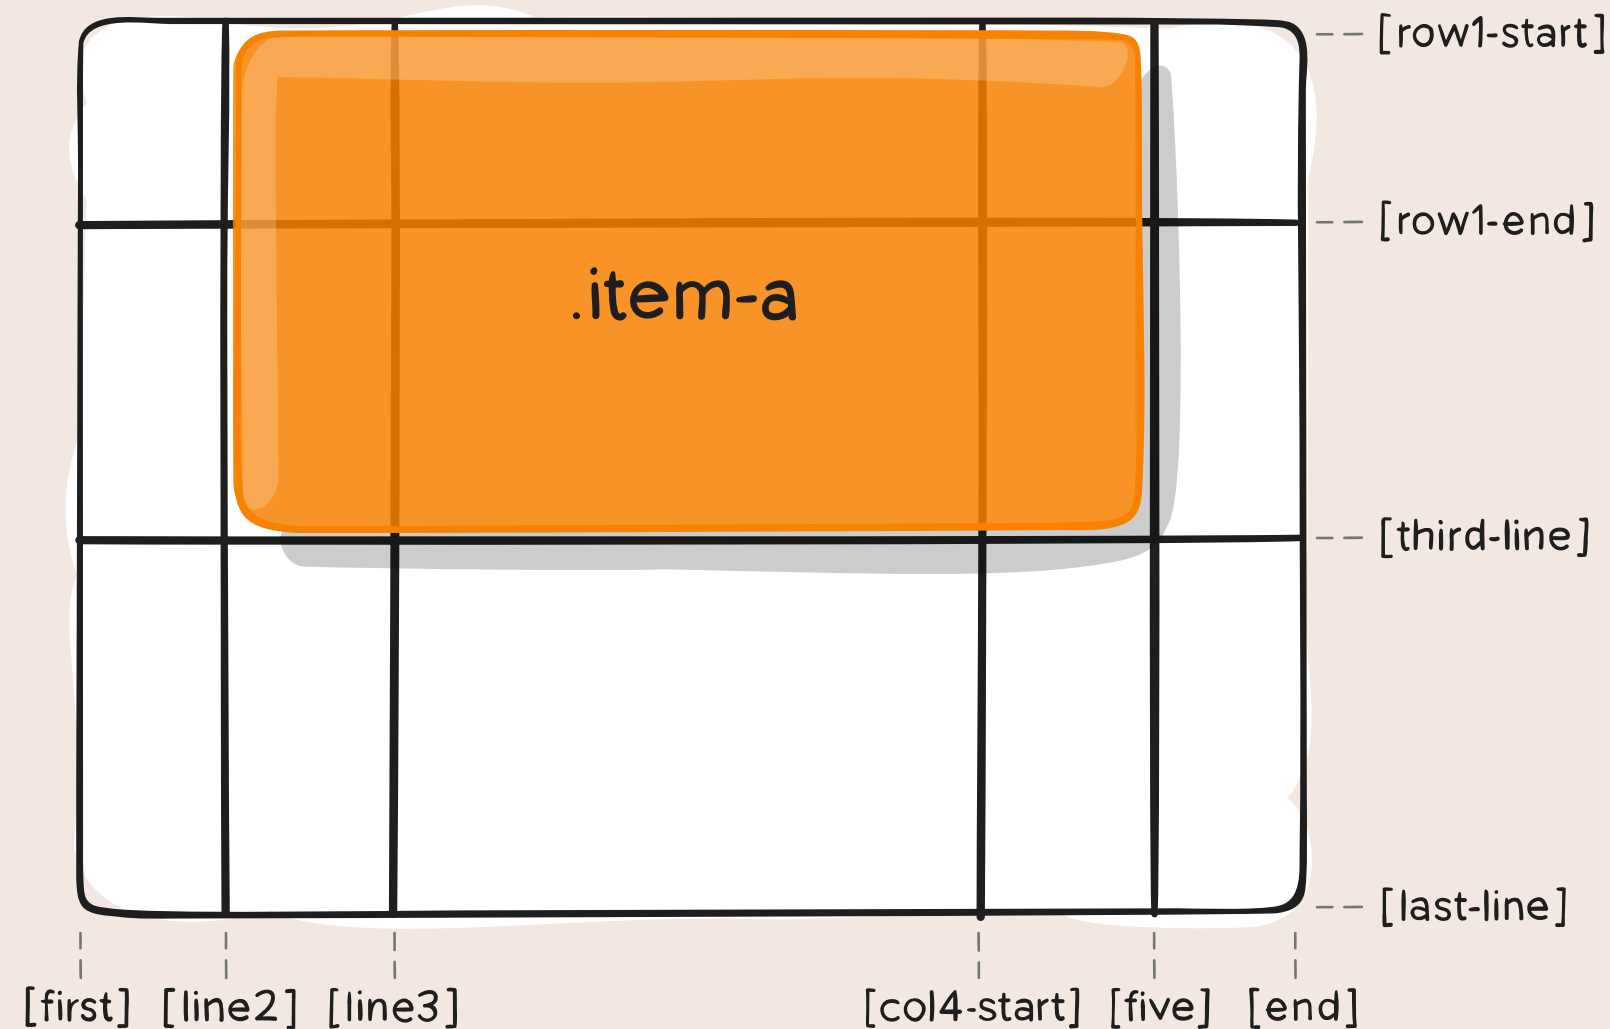 [row1-start]
[row1-end]
.item-a
[third-line]
[last-line]
[first] [line2] [line3] [col4-start] [five] [end]